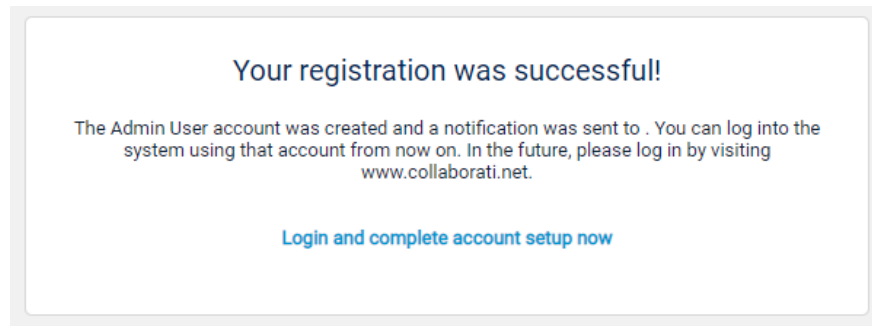 Your registration was successful!
The Admin User account was created and a notification was sent to . You can log into the
system using that account from now on. In the future, please log in by visiting
www.collaborati.net.
Login and complete account setup now